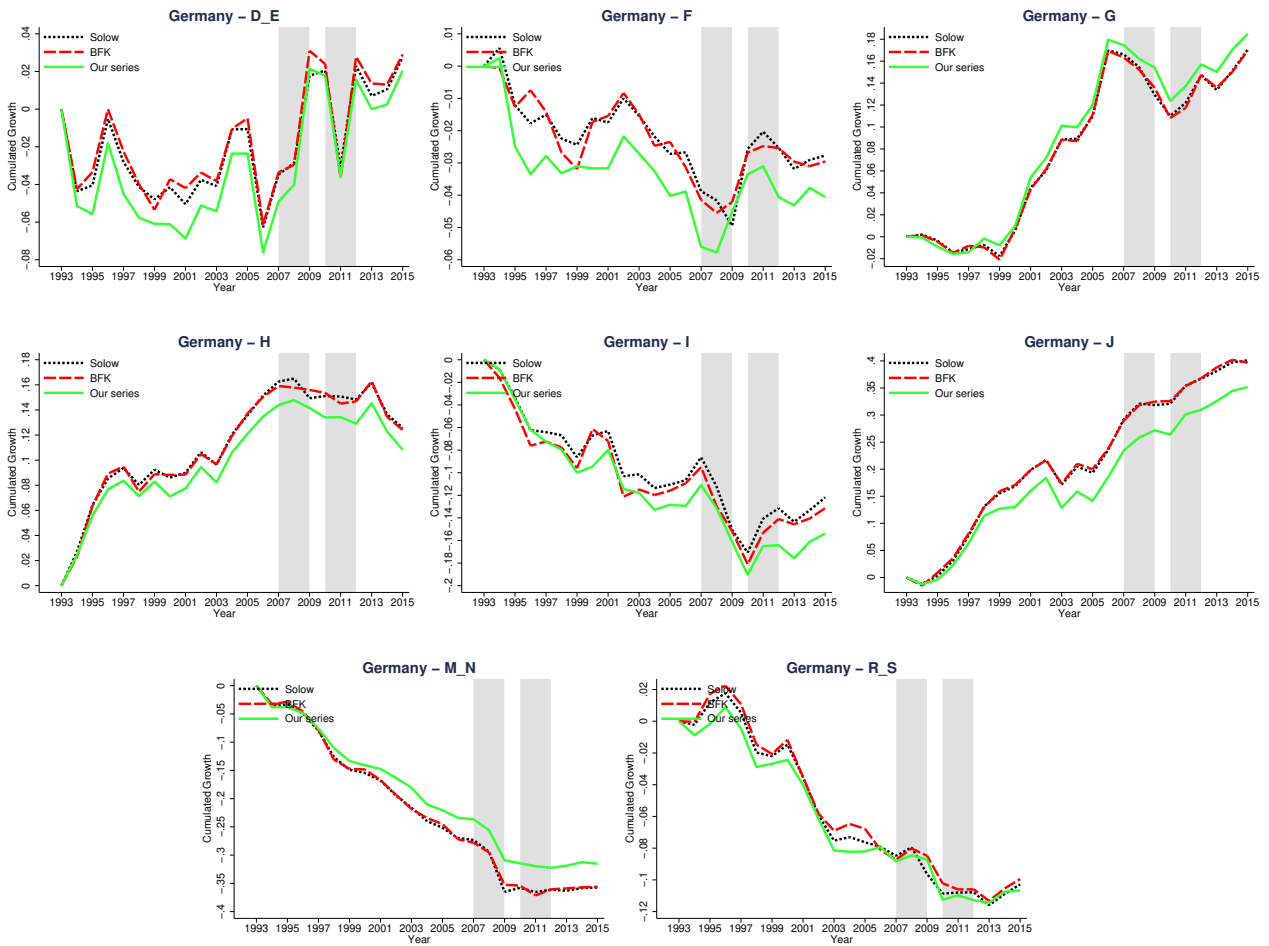 Germany – D_E
Solow
BFK
Our series
Cumulated Growth
.04
.02
0
-.02
-.04
-.06
-.08
1993 1995 1997 1999 2001 2003 2005 2007 2009 2011 2013 2015
Year
Germany – F
Solow
BFK
Our series
Cumulated Growth
.01
0
-.01
-.02
-.03
-.04
-.05
-.06
1993 1995 1997 1999 2001 2003 2005 2007 2009 2011 2013 2015
Year
Germany – G
Solow
BFK
Our series
Cumulated Growth
.18
.16
.14
.12
.1
.08
.06
.04
.02
0
-.02
1993 1995 1997 1999 2001 2003 2005 2007 2009 2011 2013 2015
Year
Germany – H
Solow
BFK
Our series
Cumulated Growth
.18
.16
.14
.12
.1
.08
.06
.04
.02
0
1993 1995 1997 1999 2001 2003 2005 2007 2009 2011 2013 2015
Year
Germany – I
Solow
BFK
Our series
Cumulated Growth
0
-.02
-.04
-.06
-.08
-.1
-.12
-.14
-.16
-.18
-.2
1993 1995 1997 1999 2001 2003 2005 2007 2009 2011 2013 2015
Year
Germany – J
Solow
BFK
Our series
Cumulated Growth
.4
.35
.3
.25
.2
.15
.1
.05
0
1993 1995 1997 1999 2001 2003 2005 2007 2009 2011 2013 2015
Year
Germany – M_N
Solow
BFK
Our series
Cumulated Growth
0
-.05
-.1
-.15
-.2
-.25
-.3
-.35
-.4
1993 1995 1997 1999 2001 2003 2005 2007 2009 2011 2013 2015
Year
Germany – R_S
Solow
BFK
Our series
Cumulated Growth
.02
0
-.02
-.04
-.06
-.08
-.1
-.12
1993 1995 1997 1999 2001 2003 2005 2007 2009 2011 2013 2015
Year